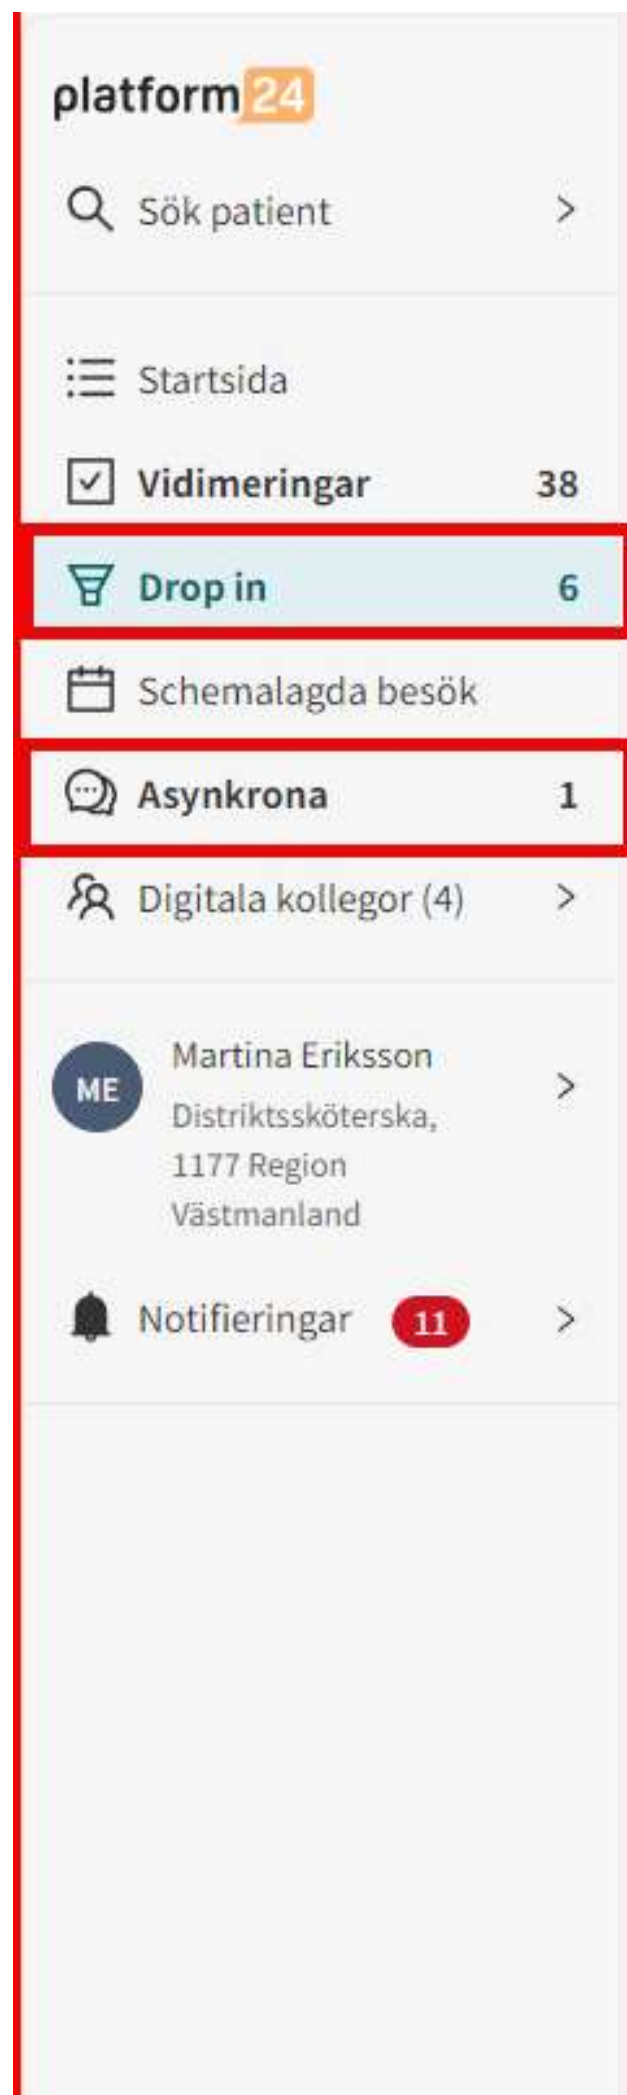 platform24
Sök patient
Startsida
Vidimeringar 38
Drop in 6
Schemalagda besök
Asynkrona 1
Digitala kollegor (4)
ME
Martina Eriksson
Distriktssköterska,
1177 Region
Västmanland
Notifieringar 11